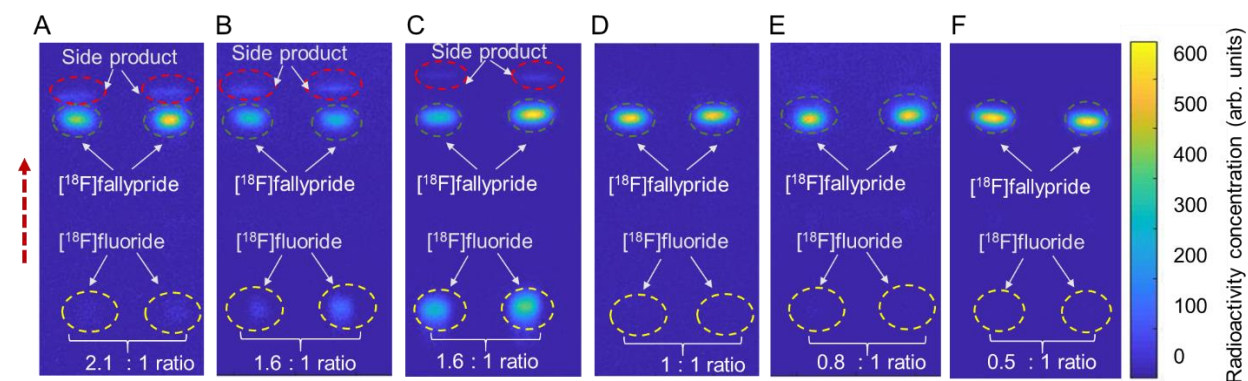 A
B
C
D
E
F
Side product
Side product
Side product
[¹⁸F]fallypride
[¹⁸F]fallypride
[¹⁸F]fallypride
[¹⁸F]fallypride
[¹⁸F]fallypride
[¹⁸F]fallypride
[¹⁸F]fluoride
[¹⁸F]fluoride
[¹⁸F]fluoride
[¹⁸F]fluoride
[¹⁸F]fluoride
[¹⁸F]fluoride
2.1 : 1 ratio
1.6 : 1 ratio
1.6 : 1 ratio
1 : 1 ratio
0.8 : 1 ratio
0.5 : 1 ratio
600
500
400
300
200
100
0
Radioactivity concentration (arb. units)